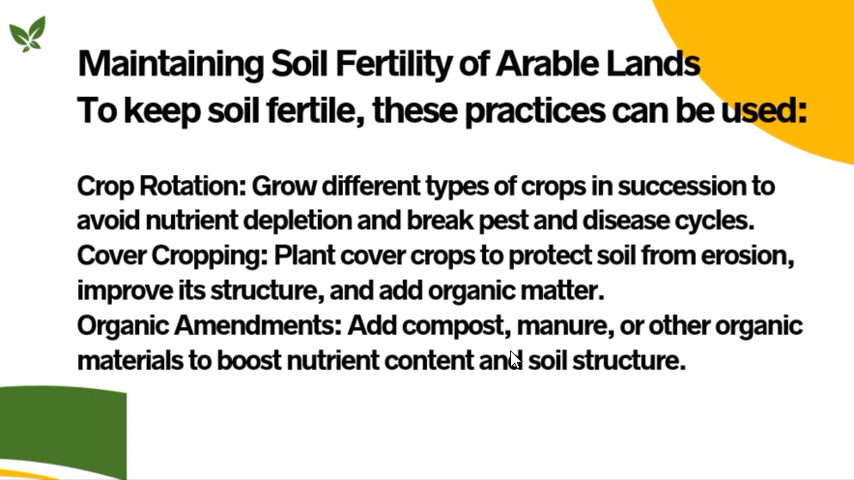 Maintaining Soil Fertility of Arable Lands
To keep soil fertile, these practices can be used:
Crop Rotation: Grow different types of crops in succession to
avoid nutrient depletion and break pest and disease cycles.
Cover Cropping: Plant cover crops to protect soil from erosion,
improve its structure, and add organic matter.
Organic Amendments: Add compost, manure, or other organic
materials to boost nutrient content and soil structure.